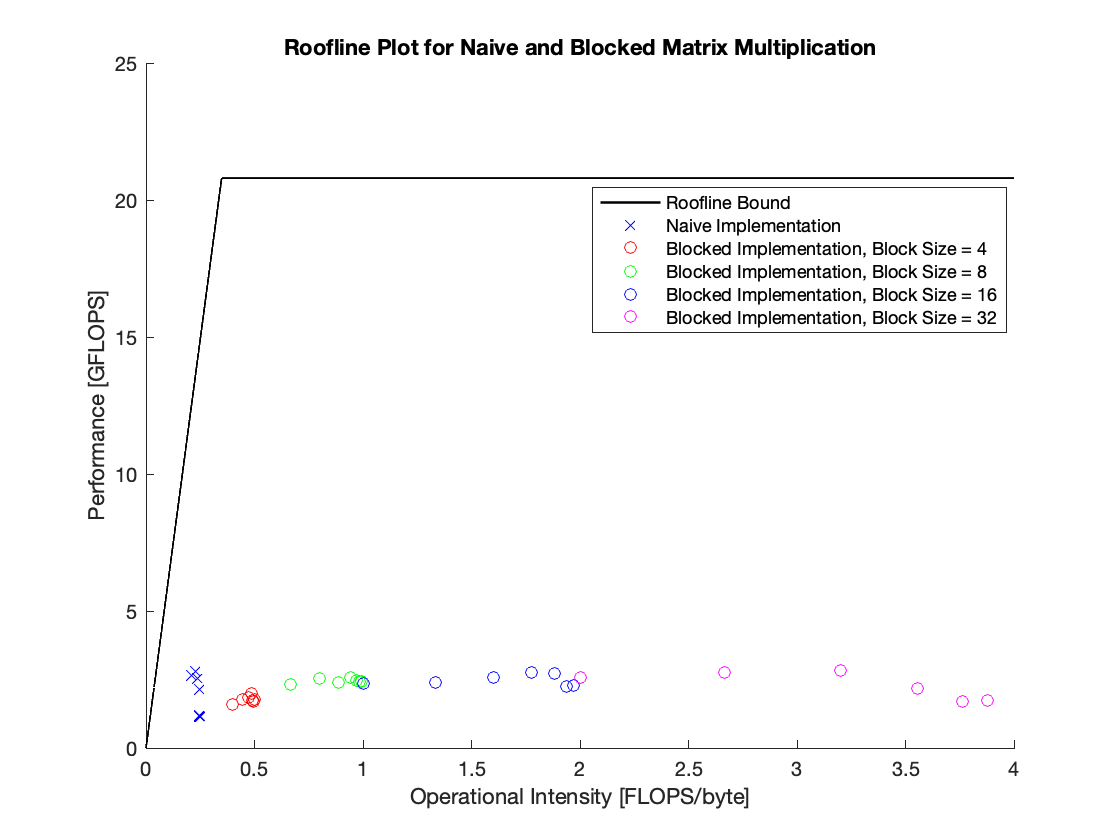 Roofline Plot for Naive and Blocked Matrix Multiplication
25
20
15
10
5
0
Performance [GFLOPS]
Roofline Bound
Naive Implementation
Blocked Implementation, Block Size = 4
Blocked Implementation, Block Size = 8
Blocked Implementation, Block Size = 16
Blocked Implementation, Block Size = 32
0 0.5 1 1.5 2 2.5 3 3.5 4
Operational Intensity [FLOPS/byte]